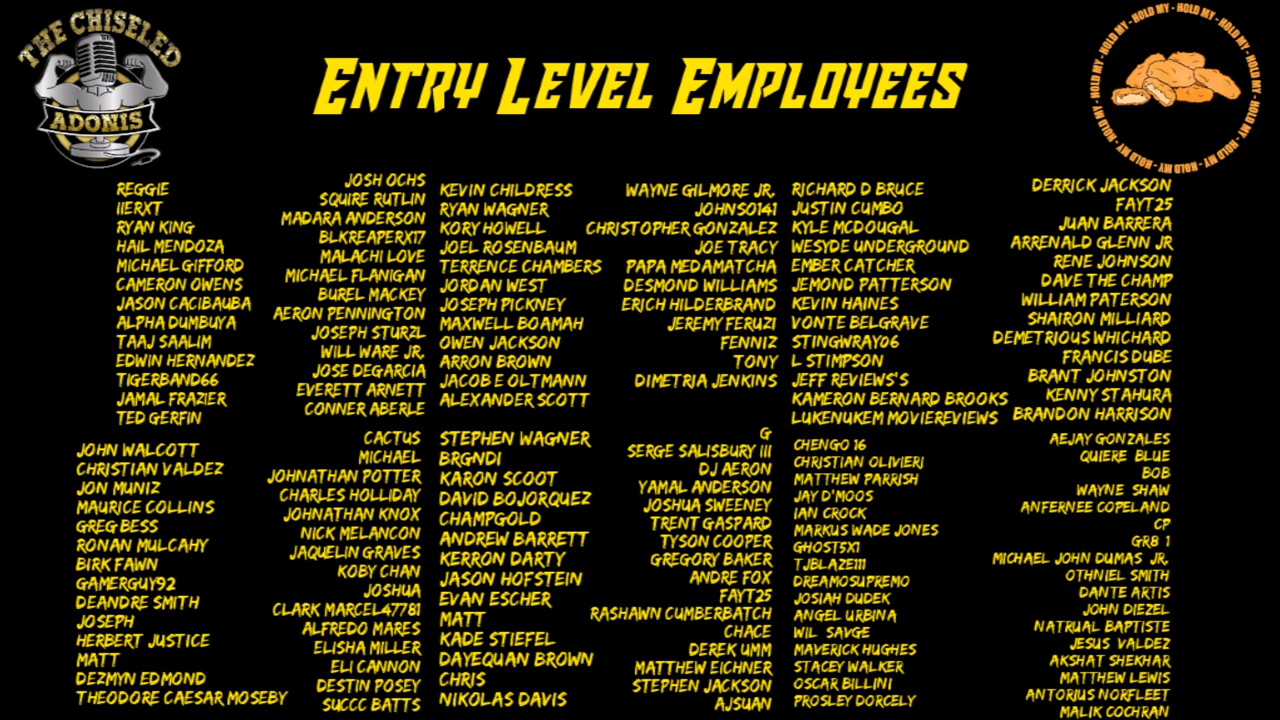 THE CHISELED
ADONIS
ENTRY LEVEL EMPLOYEES
HOLD MY - HOLD MY - HOLD MY - HOLD MY - HOLD MY - HOLD MY - HOLD MY - HOLD MY - HOLD MY -
REGGIE
IIERXT
RYAN KING
HAIL MENDOZA
MICHAEL GIFFORD
CAMERON OWENS
JASON CACIBAUBA
ALPHA DUMBUYA
TAAJ SAALIM
EDWIN HERNANDEZ
TIGERBAND66
JAMAL FRAZIER
TED GERFIN
JOHN WALCOTT
CHRISTIAN VALDEZ
JON MUNIZ
MAURICE COLLINS
GREG BESS
RONAN MULCAHY
BIRK FAWN
GAMERGUY92
DEANDRE SMITH
JOSEPH
HERBERT JUSTICE
MATT
DEZMYN EDMOND
THEODORE CAESAR MOSEBY
JOSH OCHS
SQUIRE RUTLIN
MADARA ANDERSON
BLKREAPERX17
MALACHI LOVE
MICHAEL FLANIGAN
BUREL MACKEY
AERON PENNINGTON
JOSEPH STURZL
WILL WARE JR.
JOSE DEGARCIA
EVERETT ARNETT
CONNER ABERLE
CACTUS
MICHAEL
JOHNATHAN POTTER
CHARLES HOLLIDAY
JOHNATHAN KNOX
NICK MELANCON
JAQUELIN GRAVES
KOBY CHAN
JOSHUA
CLARK MARCEL47781
ALFREDO MARES
ELISHA MILLER
ELI CANNON
DESTIN POSEY
SUCCC BATTS
KEVIN CHILDRESS
RYAN WAGNER
KORY HOWELL
JOEL ROSENBAUM
TERRENCE CHAMBERS
JORDAN WEST
JOSEPH PICKNEY
MAXWELL BOAMAH
OWEN JACKSON
ARRON BROWN
JACOB E OLTMANN
ALEXANDER SCOTT
STEPHEN WAGNER
BRGNDI
KARON SCOOT
DAVID BOJORQUEZ
CHAMPGOLD
ANDREW BARRETT
KERRON DARTY
JASON HOFSTEIN
EVAN ESCHER
MATT
KADE STIEFEL
DAYEQUAN BROWN
CHRIS
NIKOLAS DAVIS
WAYNE GILMORE JR.
JOHNSO141
CHRISTOPHER GONZALEZ
JOE TRACY
PAPA MEDAMATCHA
DESMOND WILLIAMS
ERICH HILDERBRAND
JEREMY FERUZI
FENNIZ
TONY
DIMETRIA JENKINS
G
SERGE SALISBURY III
DJ AERON
YAMAL ANDERSON
JOSHUA SWEENEY
TRENT GASPARD
TYSON COOPER
GREGORY BAKER
ANDRE FOX
FAYT25
RASHAWN CUMBERBATCH
CHACE
DEREK UMM
MATTHEW EICHNER
STEPHEN JACKSON
AJSUAN
RICHARD D BRUCE
JUSTIN CUMBO
KYLE MCDOUGAL
WESYDE UNDERGROUND
EMBER CATCHER
JEMOND PATTERSON
KEVIN HAINES
VONTE BELGRAVE
STINGWRAY06
L STIMPSON
JEFF REVIEWS'S
KAMERON BERNARD BROOKS
LUKENUKEM MOVIEREVIEWS
CHENGO 16
CHRISTIAN OLIVIERI
MATTHEW PARRISH
JAY D'MOOS
IAN CROCK
MARKUS WADE JONES
GHOST5X1
TJBLAZE111
DREAMOSUPREMO
JOSIAH DUDEK
ANGEL URBINA
WIL SAVGE
MAVERICK HUGHES
STACEY WALKER
OSCAR BILLINI
PROSLEY DORCELY
DERRICK JACKSON
FAYT25
JUAN BARRERA
ARRENALD GLENN JR
RENE JOHNSON
DAVE THE CHAMP
WILLIAM PATERSON
SHAIRON MILLIARD
DEMETRIOUS WHICHARD
FRANCIS DUBE
BRANT JOHNSTON
KENNY STAHURA
BRANDON HARRISON
AEJAY GONZALES
QUIERE BLUE
BOB
WAYNE SHAW
ANFERNEE COPELAND
CP
GR8 1
MICHAEL JOHN DUMAS JR.
OTHNIEL SMITH
DANTE ARTIS
JOHN DIEZEL
NATRUAL BAPTISTE
JESUS VALDEZ
AKSHAT SHEKHAR
MATTHEW LEWIS
ANTORIUS NORFLEET
MALIK COCHRAN